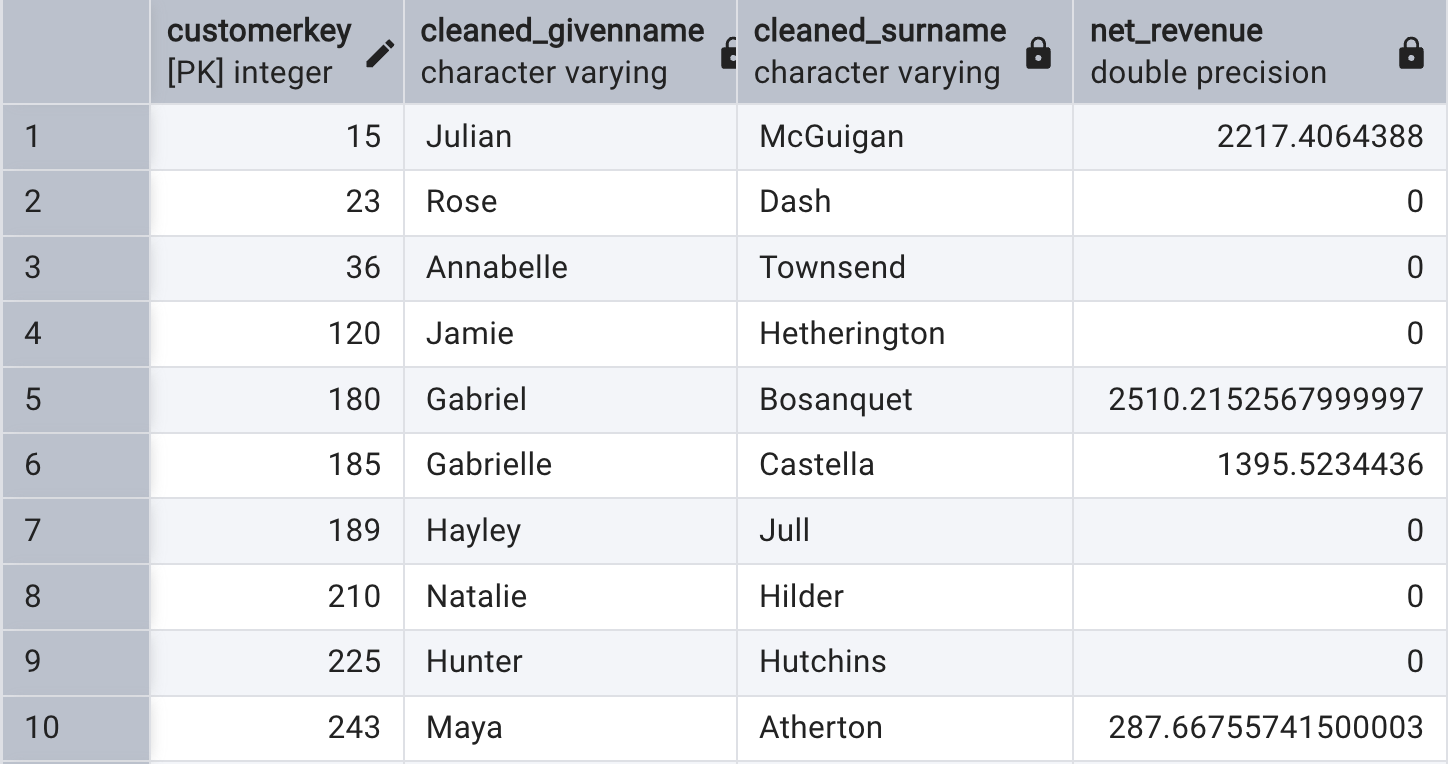 customerkey cleaned_givenname cleaned_surname net_revenue
[PK] integer character varying character varying double precision
1 15 Julian McGuigan 2217.4064388
2 23 Rose Dash 0
3 36 Annabelle Townsend 0
4 120 Jamie Hetherington 0
5 180 Gabriel Bosanquet 2510.2152567999997
6 185 Gabrielle Castella 1395.5234436
7 189 Hayley Jull 0
8 210 Natalie Hilder 0
9 225 Hunter Hutchins 0
10 243 Maya Atherton 287.66755741500003